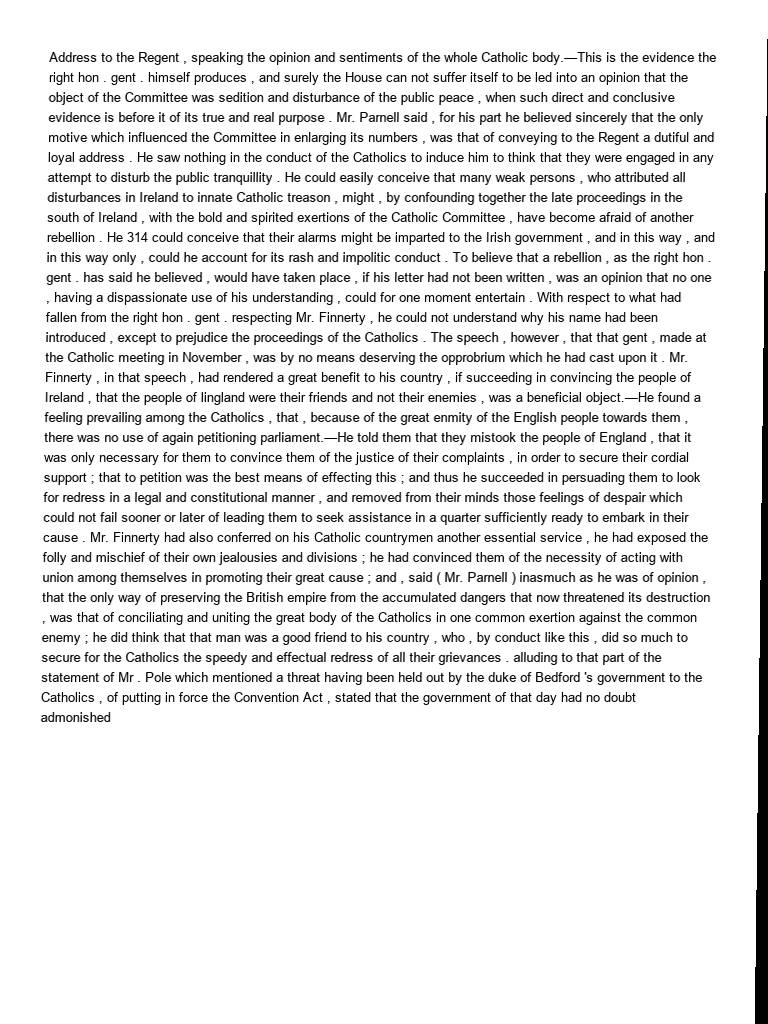 Address to the Regent , speaking the opinion and sentiments of the whole Catholic body.—This is the evidence the
right hon . gent . himself produces , and surely the House can not suffer itself to be led into an opinion that the
object of the Committee was sedition and disturbance of the public peace , when such direct and conclusive
evidence is before it of its true and real purpose . Mr. Parnell said , for his part he believed sincerely that the only
motive which influenced the Committee in enlarging its numbers , was that of conveying to the Regent a dutiful and
loyal address . He saw nothing in the conduct of the Catholics to induce him to think that they were engaged in any
attempt to disturb the public tranquillity . He could easily conceive that many weak persons , who attributed all
disturbances in Ireland to innate Catholic treason , might , by confounding together the late proceedings in the
south of Ireland , with the bold and spirited exertions of the Catholic Committee , have become afraid of another
rebellion . He 314 could conceive that their alarms might be imparted to the Irish government , and in this way , and
in this way only , could he account for its rash and impolitic conduct . To believe that a rebellion , as the right hon .
gent . has said he believed , would have taken place , if his letter had not been written , was an opinion that no one
, having a dispassionate use of his understanding , could for one moment entertain . With respect to what had
fallen from the right hon . gent . respecting Mr. Finnerty , he could not understand why his name had been
introduced , except to prejudice the proceedings of the Catholics . The speech , however , that that gent , made at
the Catholic meeting in November , was by no means deserving the opprobrium which he had cast upon it . Mr.
Finnerty , in that speech , had rendered a great benefit to his country , if succeeding in convincing the people of
Ireland , that the people of lingland were their friends and not their enemies , was a beneficial object.—He found a
feeling prevailing among the Catholics , that , because of the great enmity of the English people towards them ,
there was no use of again petitioning parliament.—He told them that they mistook the people of England , that it
was only necessary for them to convince them of the justice of their complaints , in order to secure their cordial
support ; that to petition was the best means of effecting this ; and thus he succeeded in persuading them to look
for redress in a legal and constitutional manner , and removed from their minds those feelings of despair which
could not fail sooner or later of leading them to seek assistance in a quarter sufficiently ready to embark in their
cause . Mr. Finnerty had also conferred on his Catholic countrymen another essential service , he had exposed the
folly and mischief of their own jealousies and divisions ; he had convinced them of the necessity of acting with
union among themselves in promoting their great cause ; and , said ( Mr. Parnell ) inasmuch as he was of opinion ,
that the only way of preserving the British empire from the accumulated dangers that now threatened its destruction
, was that of conciliating and uniting the great body of the Catholics in one common exertion against the common
enemy ; he did think that that man was a good friend to his country , who , by conduct like this , did so much to
secure for the Catholics the speedy and effectual redress of all their grievances . alluding to that part of the
statement of Mr . Pole which mentioned a threat having been held out by the duke of Bedford 's government to the
Catholics , of putting in force the Convention Act , stated that the government of that day had no doubt
admonished